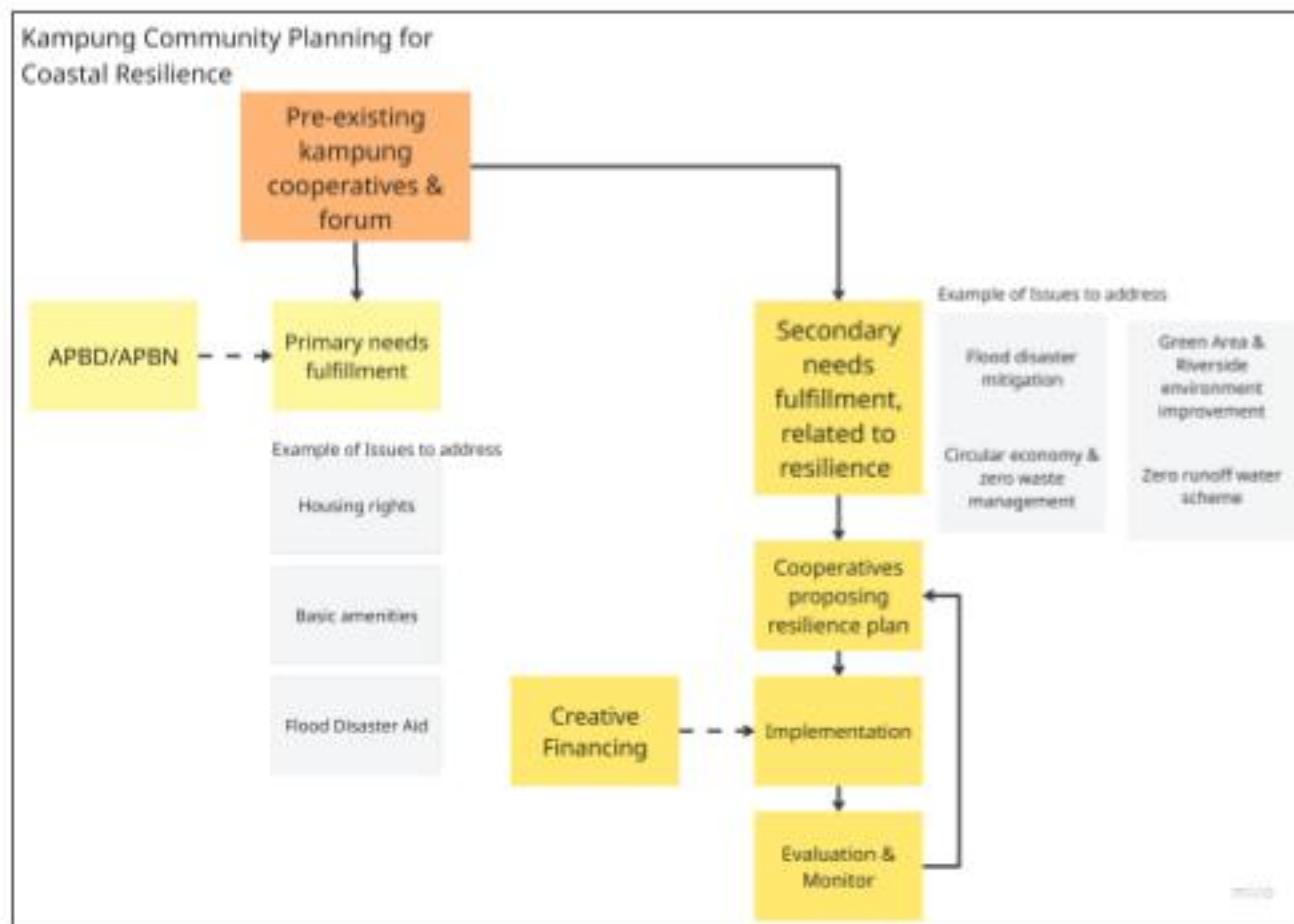 Kampung Community Planning for
Coastal Resilience
Pre-existing
kampung
cooperatives &
forum
APBD/APBN
Primary needs
fulfillment
Example of Issues to address
Housing rights
Basic amenities
Flood Disaster Aid
Secondary
needs
fulfillment,
related to
resilience
Example of Issues to address
Flood disaster
mitigation
Green Area &
Riverside
environment
improvement
Circular economy &
zero waste
management
Zero runoff water
scheme
Cooperatives
proposing
resilience plan
Creative
Financing
Implementation
Evaluation &
Monitor
miro